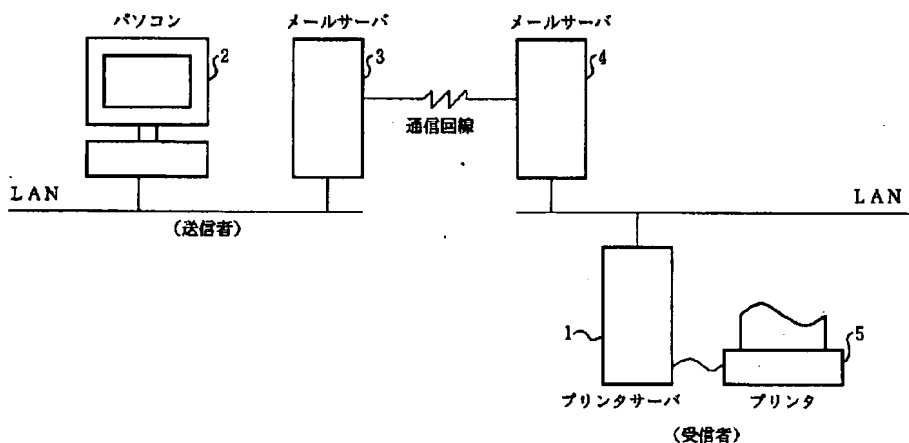 パソコン
メールサーバ
メールサーバ
2
3
4
通信回線
LAN
LAN
(送信者)
1
5
プリンタサーバ
プリンタ
(受信者)